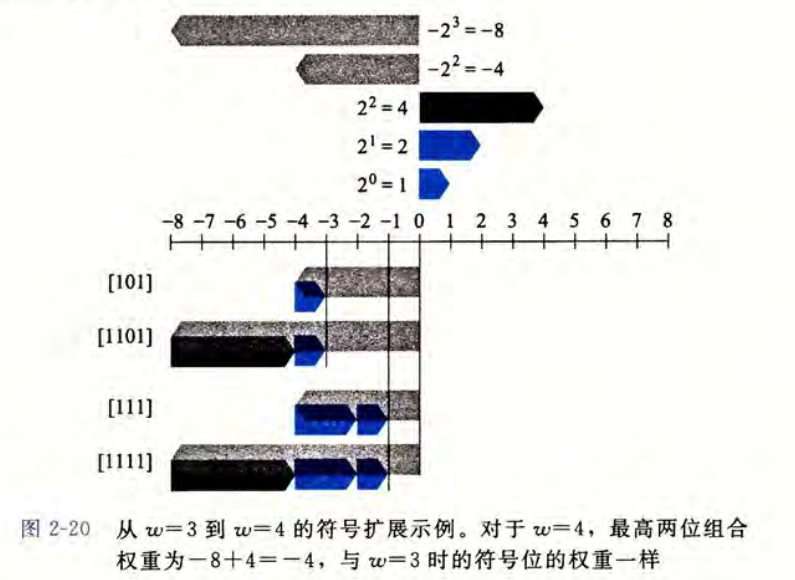 −2³ = −8
−2² = −4
2² = 4
2¹ = 2
2⁰ = 1
−8 −7 −6 −5 −4 −3 −2 −1 0 1 2 3 4 5 6 7 8
[101]
[1101]
[111]
[1111]
图 2-20 从 w=3 到 w=4 的符号扩展示例。对于 w=4，最高两位组合
权重为−8+4=−4，与 w=3 时的符号位的权重一样